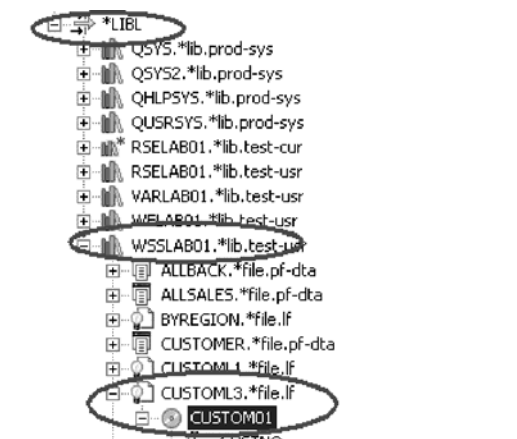 *LIBL
QSYS.*lib.prod-sys
QSYS2.*lib.prod-sys
QHLPSYS.*lib.prod-sys
QUSRSYS.*lib.prod-sys
RSELAB01.*lib.test-cur
RSELAB01.*lib.test-usr
VARLAB01.*lib.test-usr
WFLAB01.*lib.test-usr
WSSLAB01.*lib.test-usr
ALLBACK.*file.pf-dta
ALLSALES.*file.pf-dta
BYREGION.*file.lf
CUSTOMER.*file.pf-dta
CUSTOML1.*file.lf
CUSTOML3.*file.lf
CUSTOM01